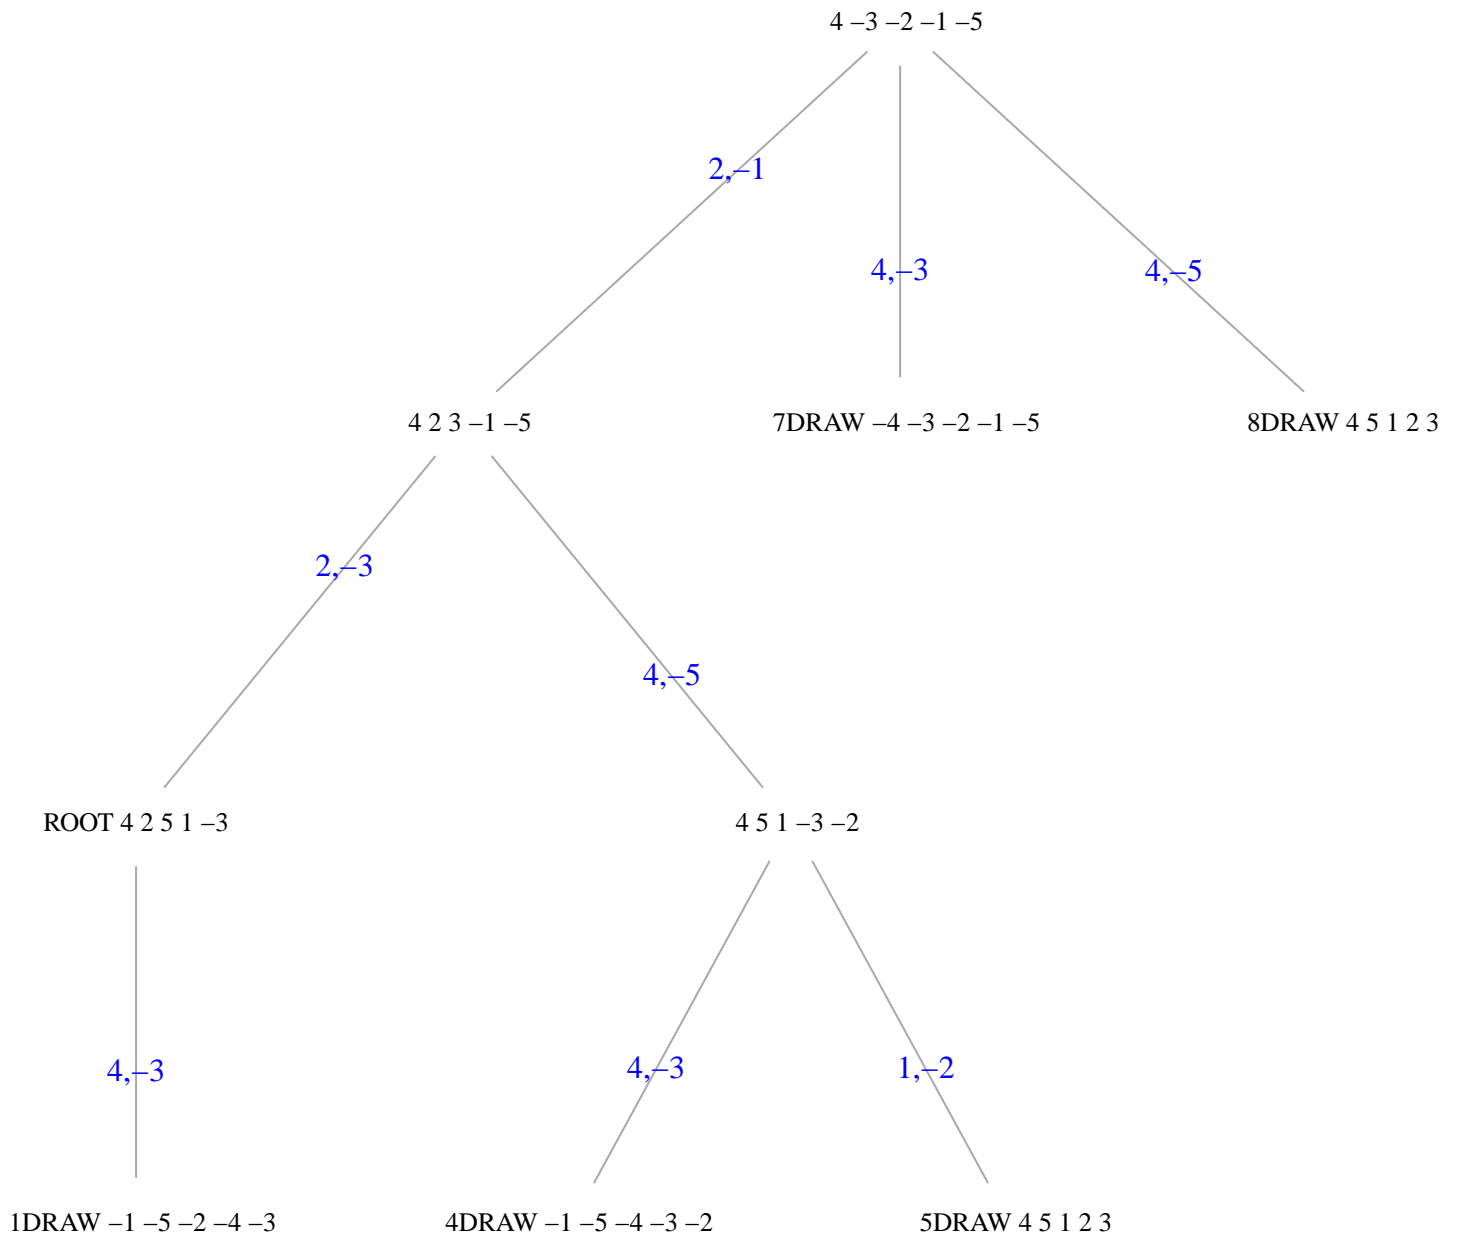 4 –3 –2 –1 –5
2,–1
4,–3
4,–5
4 2 3 –1 –5
7DRAW –4 –3 –2 –1 –5
8DRAW 4 5 1 2 3
2,–3
4,–5
ROOT 4 2 5 1 –3
4 5 1 –3 –2
4,–3
4,–3
1,–2
1DRAW –1 –5 –2 –4 –3
4DRAW –1 –5 –4 –3 –2
5DRAW 4 5 1 2 3